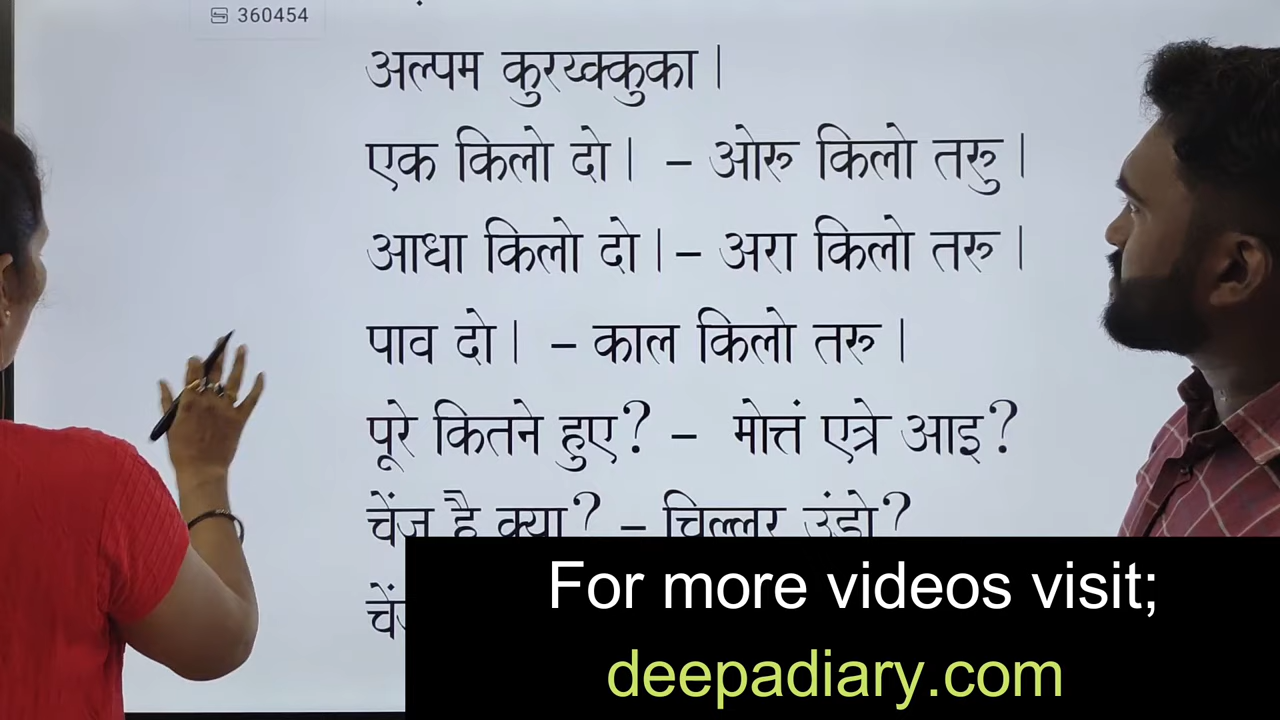 360454
अल्पम कुरय्क्कुका।
एक किलो दो। – ओरु किलो तरु।
आधा किलो दो।– अरा किलो तरु।
पाव दो। – काल किलो तरु।
पूरे कितने हुए? – मोत्तं एत्रे आइ?
चेंज है क्या? – चिल्लर उंडो?
For more videos visit;
deepadiary.com